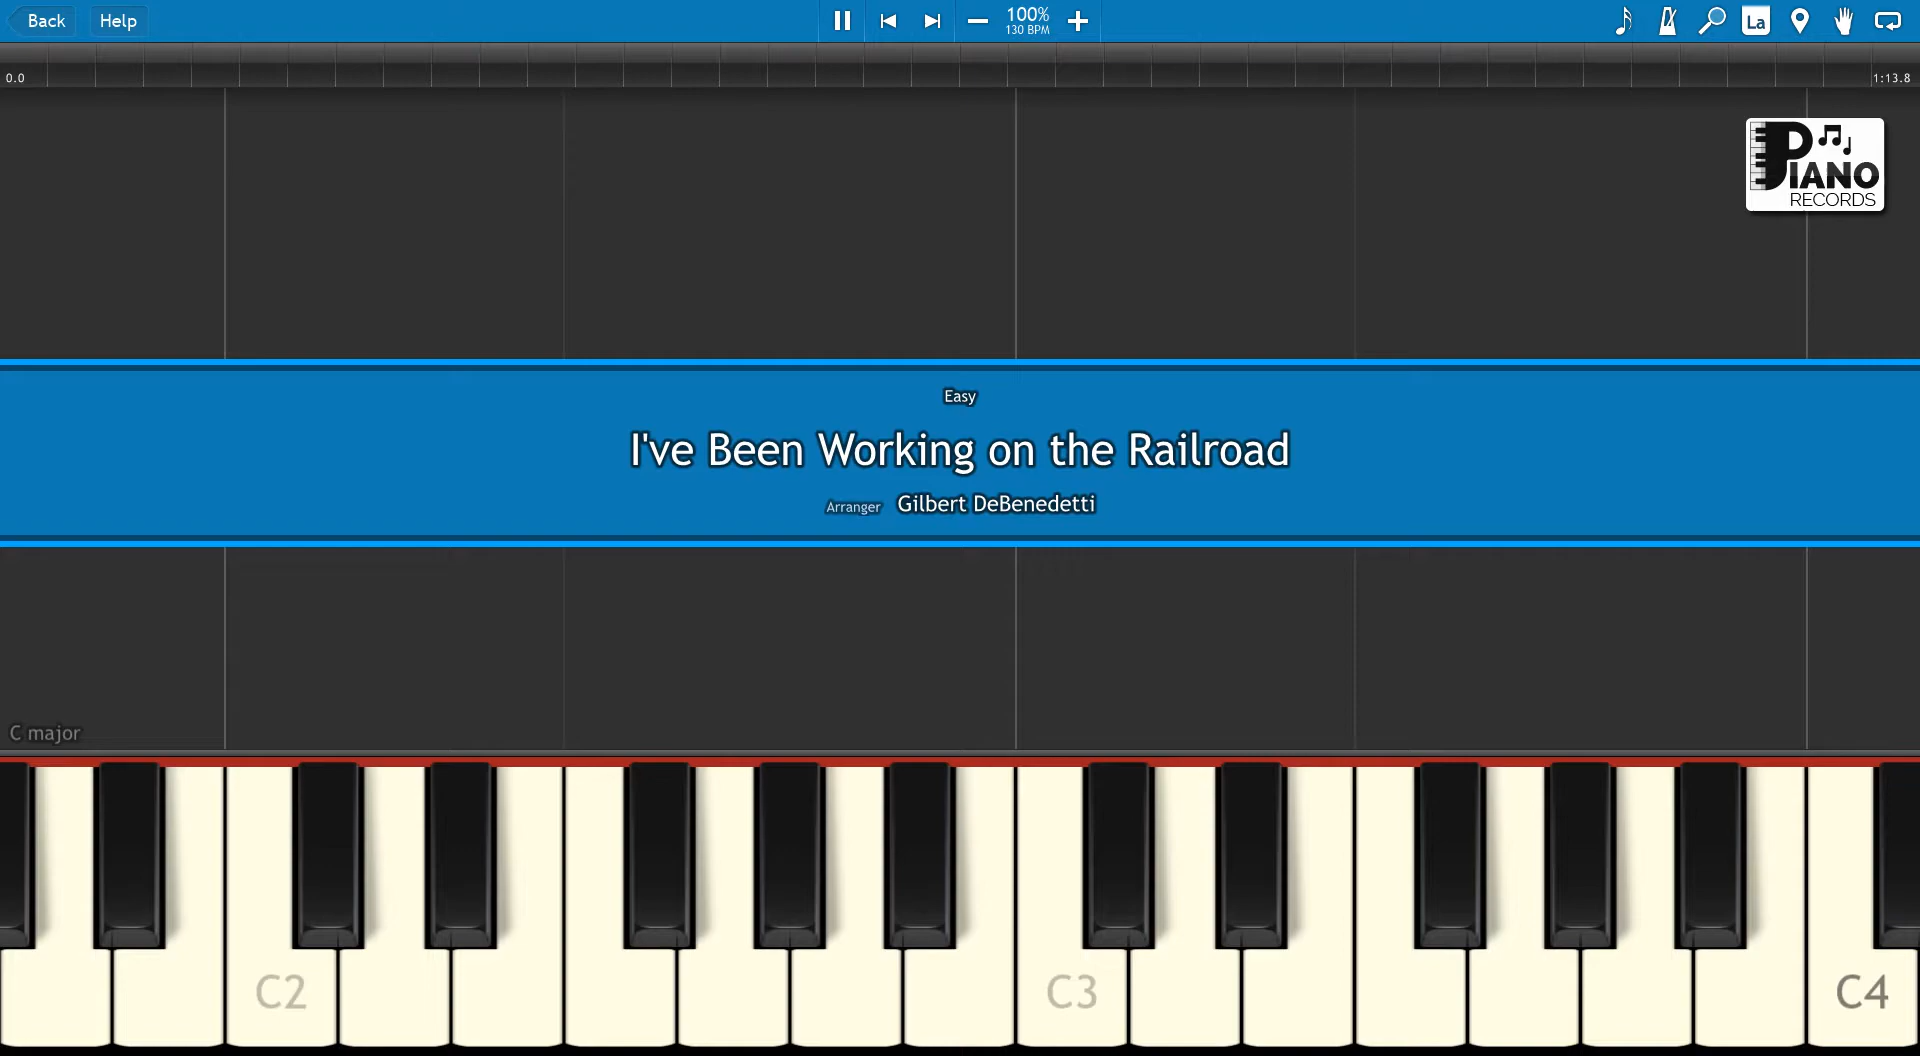 Back Help 100% La
130 BPM
0.0 1:13.8
PIANO
RECORDS
Easy
I've Been Working on the Railroad
Arranger Gilbert DeBenedetti
C major
C2 C3 C4